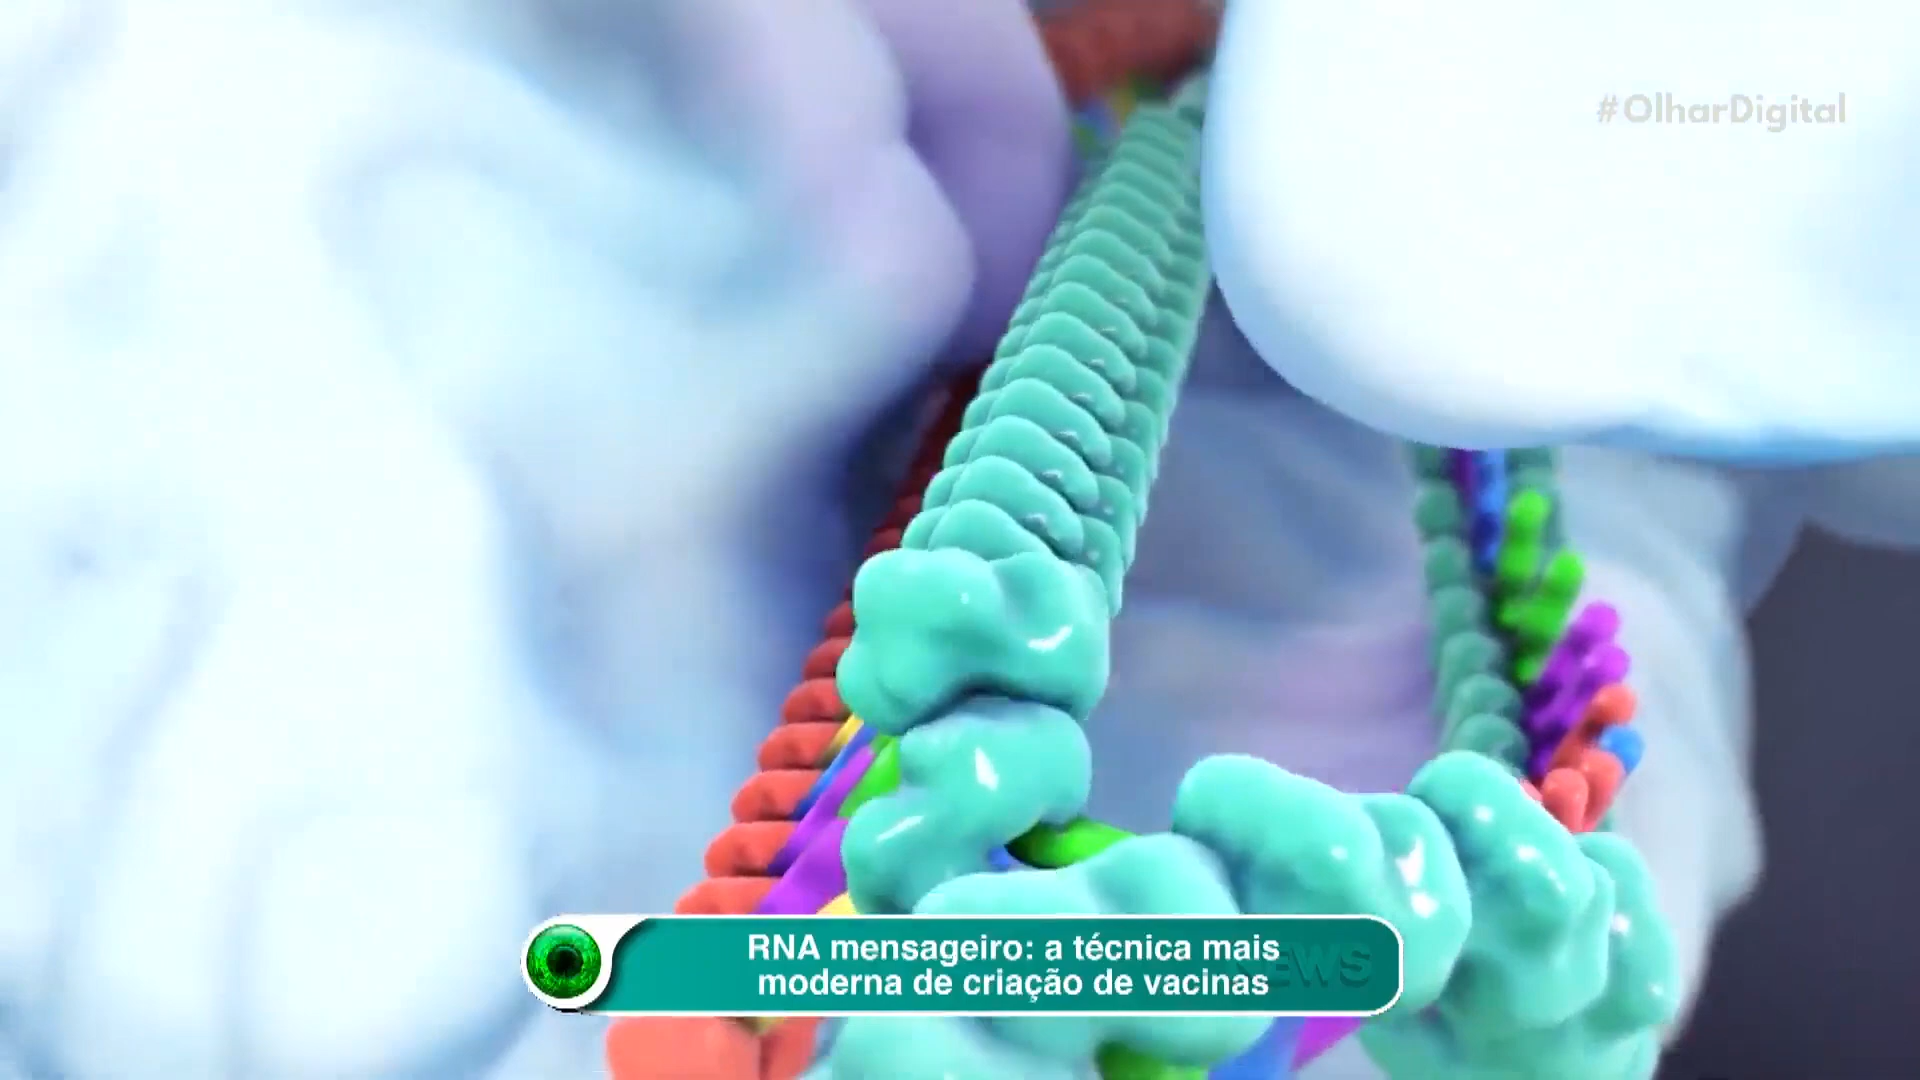 #OlharDigital
RNA mensageiro: a técnica mais
moderna de criação de vacinas